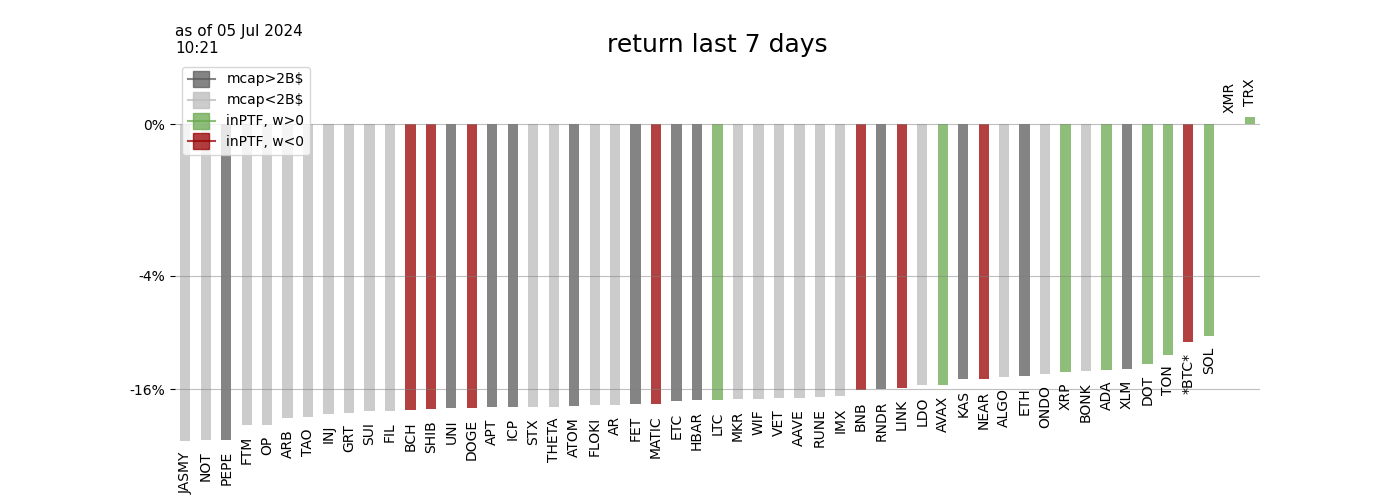 as of 05 Jul 2024
10:21
return last 7 days
mcap>2B$
mcap<2B$
inPTF, w>0
inPTF, w<0
0%
-4%
-16%
JASMY
NOT
PEPE
FTM
OP
ARB
TAO
INJ
GRT
SUI
FIL
BCH
SHIB
UNI
DOGE
APT
ICP
STX
THETA
ATOM
FLOKI
AR
FET
MATIC
ETC
HBAR
LTC
MKR
WIF
VET
AAVE
RUNE
IMX
BNB
RNDR
LINK
LDO
AVAX
KAS
NEAR
ALGO
ETH
ONDO
XRP
BONK
ADA
XLM
DOT
TON
*BTC*
SOL
XMR
TRX